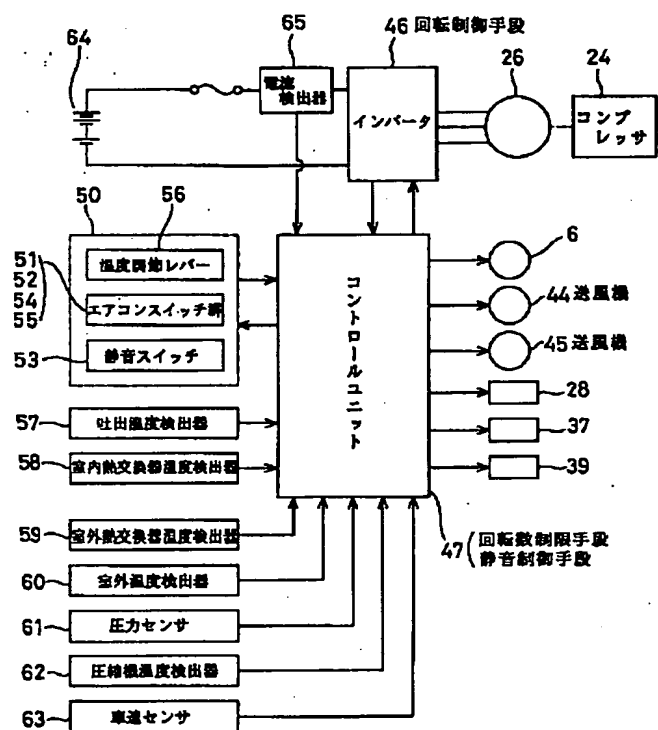 64
65
46 回転制御手段
26
24
電流
検出器
インバータ
コンプ
レッサ
50
56
51
52
54
55
温度調節レバー
エアコンスイッチ群
53
静音スイッチ
コントロールユニット
6
44 送風機
45 送風機
28
37
39
57
吐出温度検出器
58
室内熱交換器温度検出器
59
室外熱交換器温度検出器
47 (回転数制限手段
静音制御手段
60
室外温度検出器
61
圧力センサ
62
圧縮機温度検出器
63
車速センサ